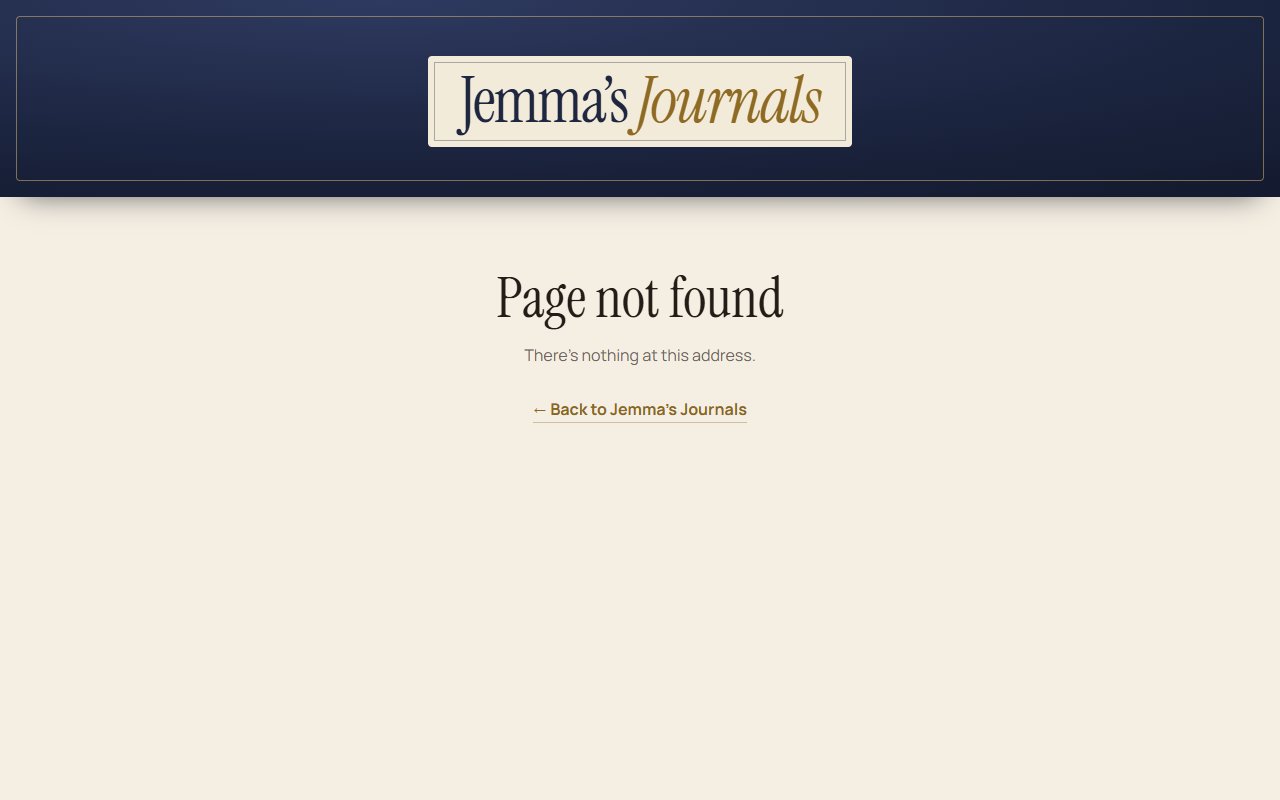 Jemma’s Journals
Page not found
There’s nothing at this address.
← Back to Jemma’s Journals